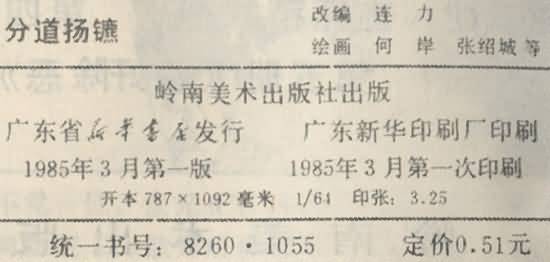 分道扬镳
改编 连力
绘画 何岸 张绍城 等
岭南美术出版社出版
广东省新华书店发行 广东新华印刷厂印刷
1985年3月第一版 1985年3月第一次印刷
开本 787×1092 毫米 1/64 印张:3.25
统一书号:8260·1055 定价0.51元